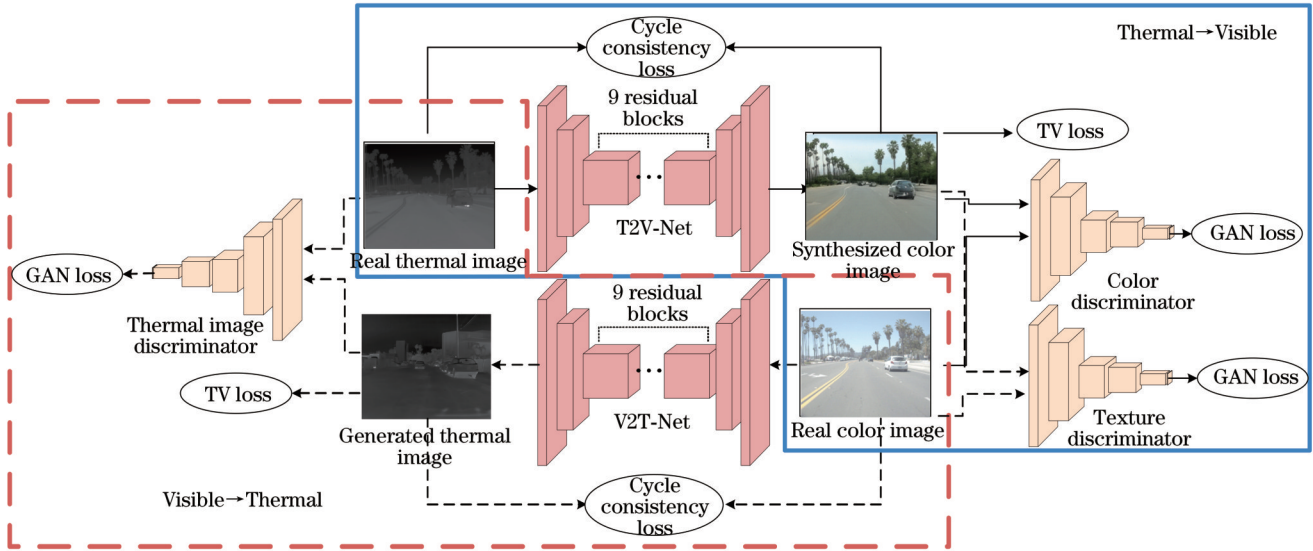 Cycle
consistency
loss
Thermal→Visible
9 residual
blocks
TV loss
T2V-Net
Real thermal image
Synthesized color
image
GAN loss
Color
discriminator
GAN loss
Thermal image
discriminator
9 residual
blocks
TV loss
V2T-Net
Generated thermal
image
Real color image
GAN loss
Texture
discriminator
Visible→Thermal
Cycle
consistency
loss